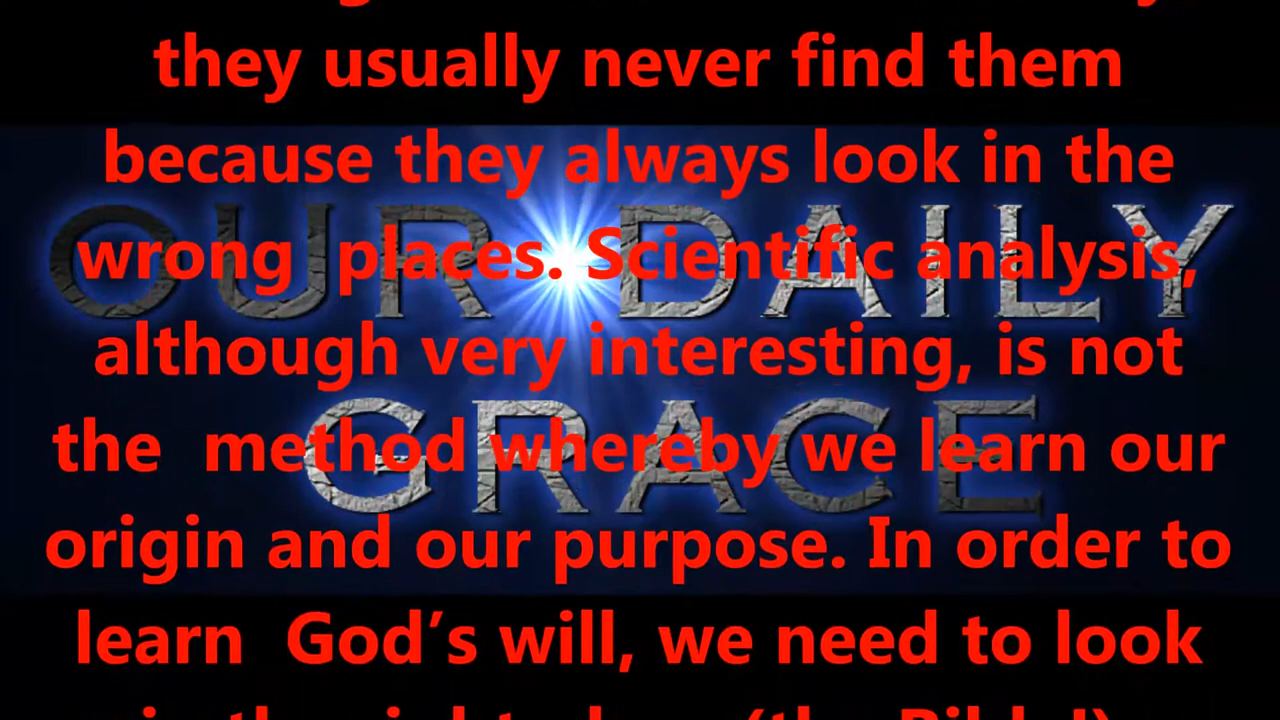 they usually never find them
because they always look in the
wrong places. Scientific analysis,
although very interesting, is not
the method whereby we learn our
origin and our purpose. In order to
learn God’s will, we need to look
OUR DAILY
GRACE